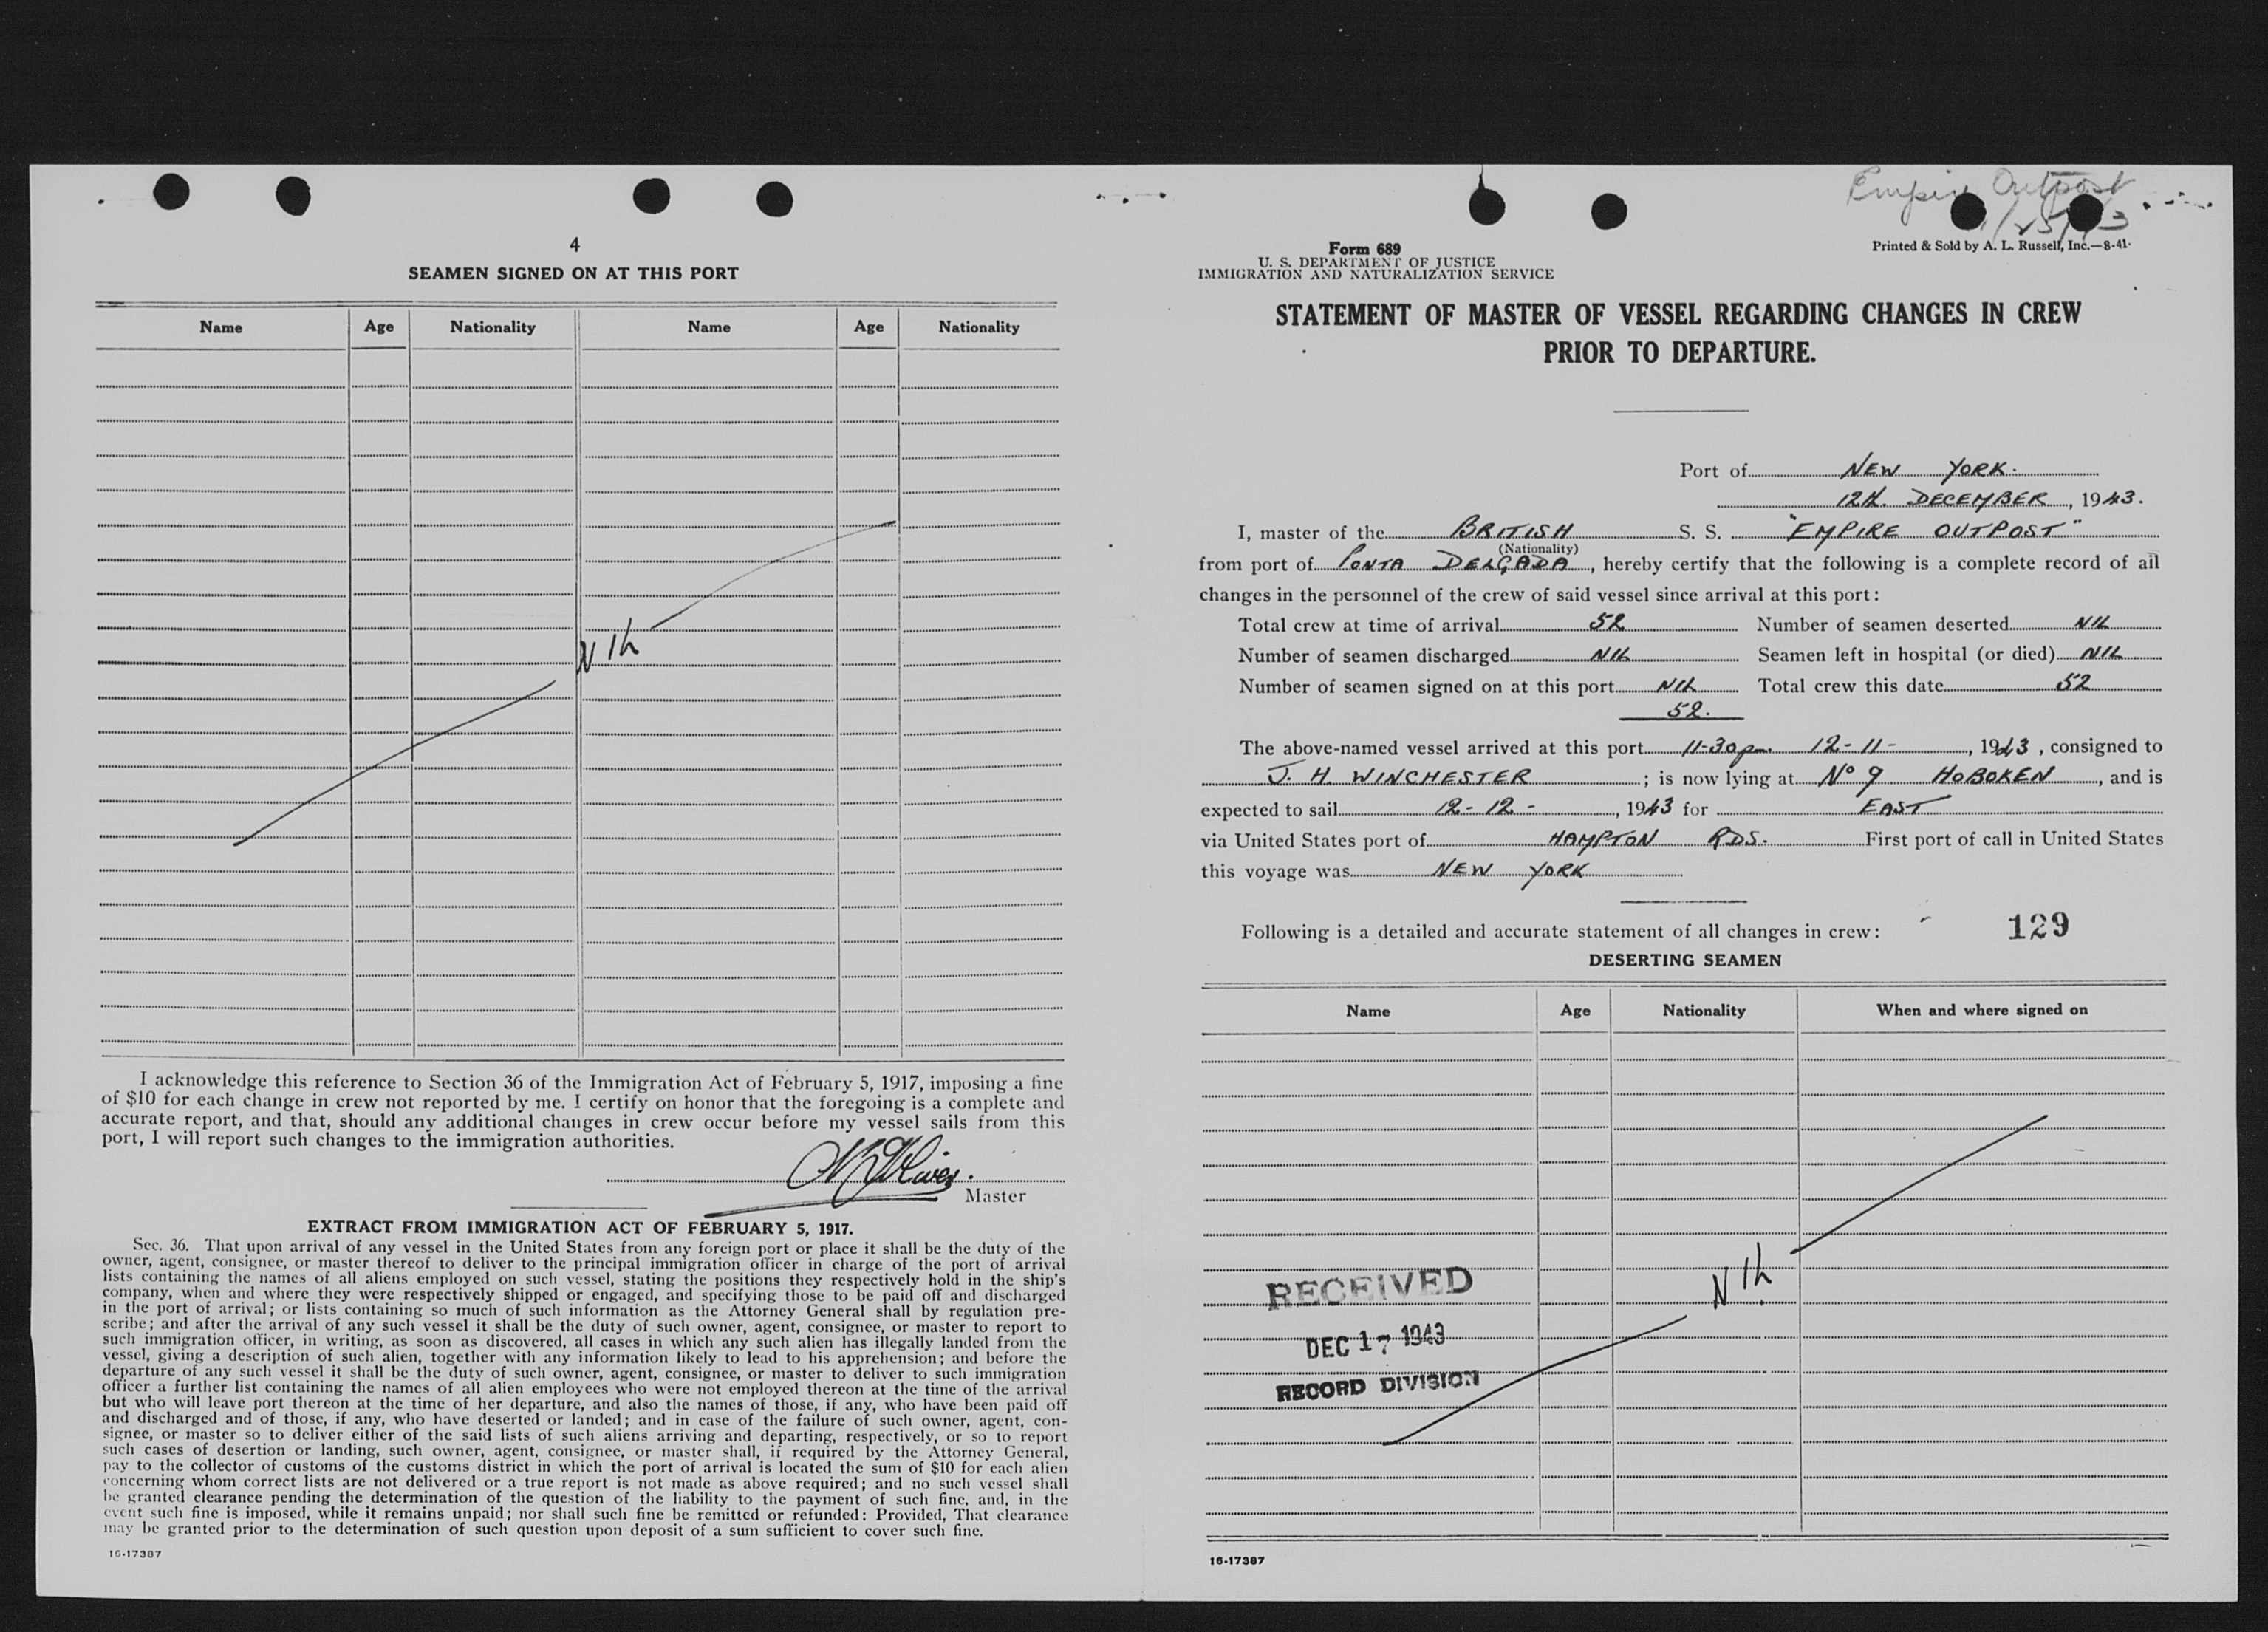 4
SEAMEN SIGNED ON AT THIS PORT
Name Age Nationality Name Age Nationality
NIL
I acknowledge this reference to Section 36 of the Immigration Act of February 5, 1917, imposing a fine
of $10 for each change in crew not reported by me. I certify on honor that the foregoing is a complete and
accurate report, and that, should any additional changes in crew occur before my vessel sails from this
port, I will report such changes to the immigration authorities.
Master
EXTRACT FROM IMMIGRATION ACT OF FEBRUARY 5, 1917.
Sec. 36. That upon arrival of any vessel in the United States from any foreign port or place it shall be the duty of the
owner, agent, consignee, or master thereof to deliver to the principal immigration officer in charge of the port of arrival
lists containing the names of all aliens employed on such vessel, stating the positions they respectively hold in the ship's
company, when and where they were respectively shipped or engaged, and specifying those to be paid off and discharged
in the port of arrival; or lists containing so much of such information as the Attorney General shall by regulation pre-
scribe; and after the arrival of any such vessel it shall be the duty of such owner, agent, consignee, or master to report to
such immigration officer, in writing, as soon as discovered, all cases in which any such alien has illegally landed from the
vessel, giving a description of such alien, together with any information likely to lead to his apprehension; and before the
departure of any such vessel it shall be the duty of such owner, agent, consignee, or master to deliver to such immigration
officer a further list containing the names of all alien employees who were not employed thereon at the time of the arrival
but who will leave port thereon at the time of her departure, and also the names of those, if any, who have been paid off
and discharged and of those, if any, who have deserted or landed; and in case of the failure of such owner, agent, con-
signee, or master so to deliver either of the said lists of such aliens arriving and departing, respectively, or so to report
such cases of desertion or landing, such owner, agent, consignee, or master shall, if required by the Attorney General,
pay to the collector of customs of the customs district in which the port of arrival is located the sum of $10 for each alien
concerning whom correct lists are not delivered or a true report is not made as above required; and no such vessel shall
be granted clearance pending the determination of the question of the liability to the payment of such fine, and, in the
event such fine is imposed, while it remains unpaid; nor shall such fine be remitted or refunded: Provided, That clearance
may be granted prior to the determination of such question upon deposit of a sum sufficient to cover such fine.
16-17387
Empire Outpost
Form 689
U. S. DEPARTMENT OF JUSTICE
IMMIGRATION AND NATURALIZATION SERVICE
Printed & Sold by A. L. Russell, Inc.—8-41
STATEMENT OF MASTER OF VESSEL REGARDING CHANGES IN CREW
PRIOR TO DEPARTURE.
Port of NEW YORK.
12th. DECEMBER, 1943.
I, master of the BRITISH S. S. "EMPIRE OUTPOST"
(Nationality)
from port of PONTA DELGADA, hereby certify that the following is a complete record of all
changes in the personnel of the crew of said vessel since arrival at this port:
Total crew at time of arrival 52 Number of seamen deserted NIL
Number of seamen discharged NIL Seamen left in hospital (or died) NIL
Number of seamen signed on at this port NIL Total crew this date 52
52.
The above-named vessel arrived at this port 11-30 pm. 12-11-, 1943, consigned to
J. H. WINCHESTER; is now lying at No 9 HOBOKEN, and is
expected to sail 12-12-, 1943 for EAST
via United States port of HAMPTON RDS. First port of call in United States
this voyage was NEW YORK
Following is a detailed and accurate statement of all changes in crew:
129
DESERTING SEAMEN
Name Age Nationality When and where signed on
NIL
RECEIVED
DEC 17 1943
RECORD DIVISION
16-17387